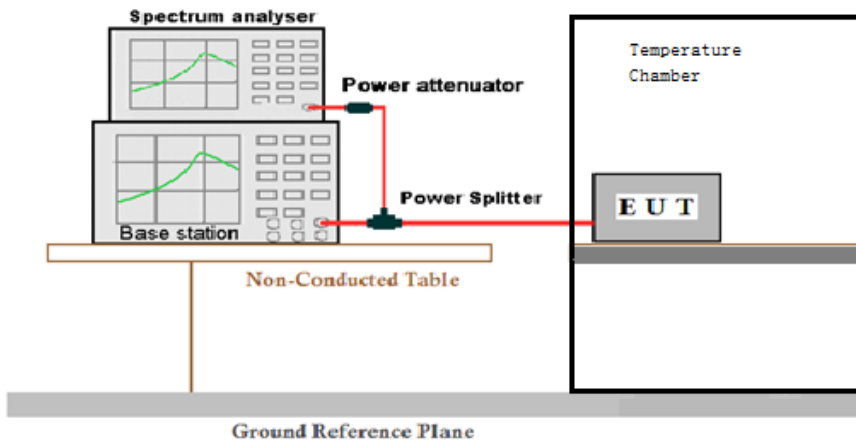 Spectrum analyser
Temperature
Chamber
Power attenuator
Power Splitter
E U T
Base station
Non-Conducted Table
Ground Reference Plane